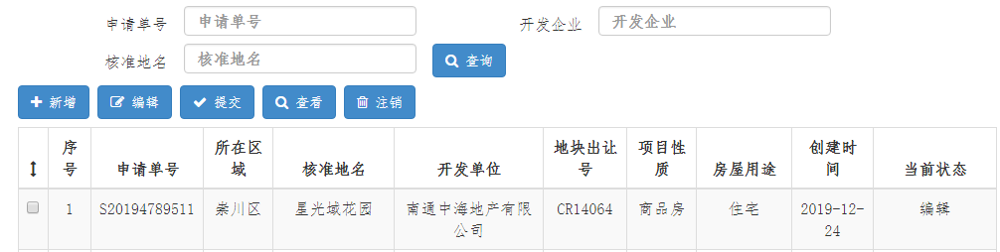 申请单号 申请单号 开发企业 开发企业
核准地名 核准地名 查询
新增 编辑 提交 查看 注销
序号 申请单号 所在区域 核准地名 开发单位 地块出让号 项目性质 房屋用途 创建时间 当前状态
1 S20194789511 崇川区 星光域花园 南通中海地产有限公司 CR14064 商品房 住宅 2019-12-24 编辑